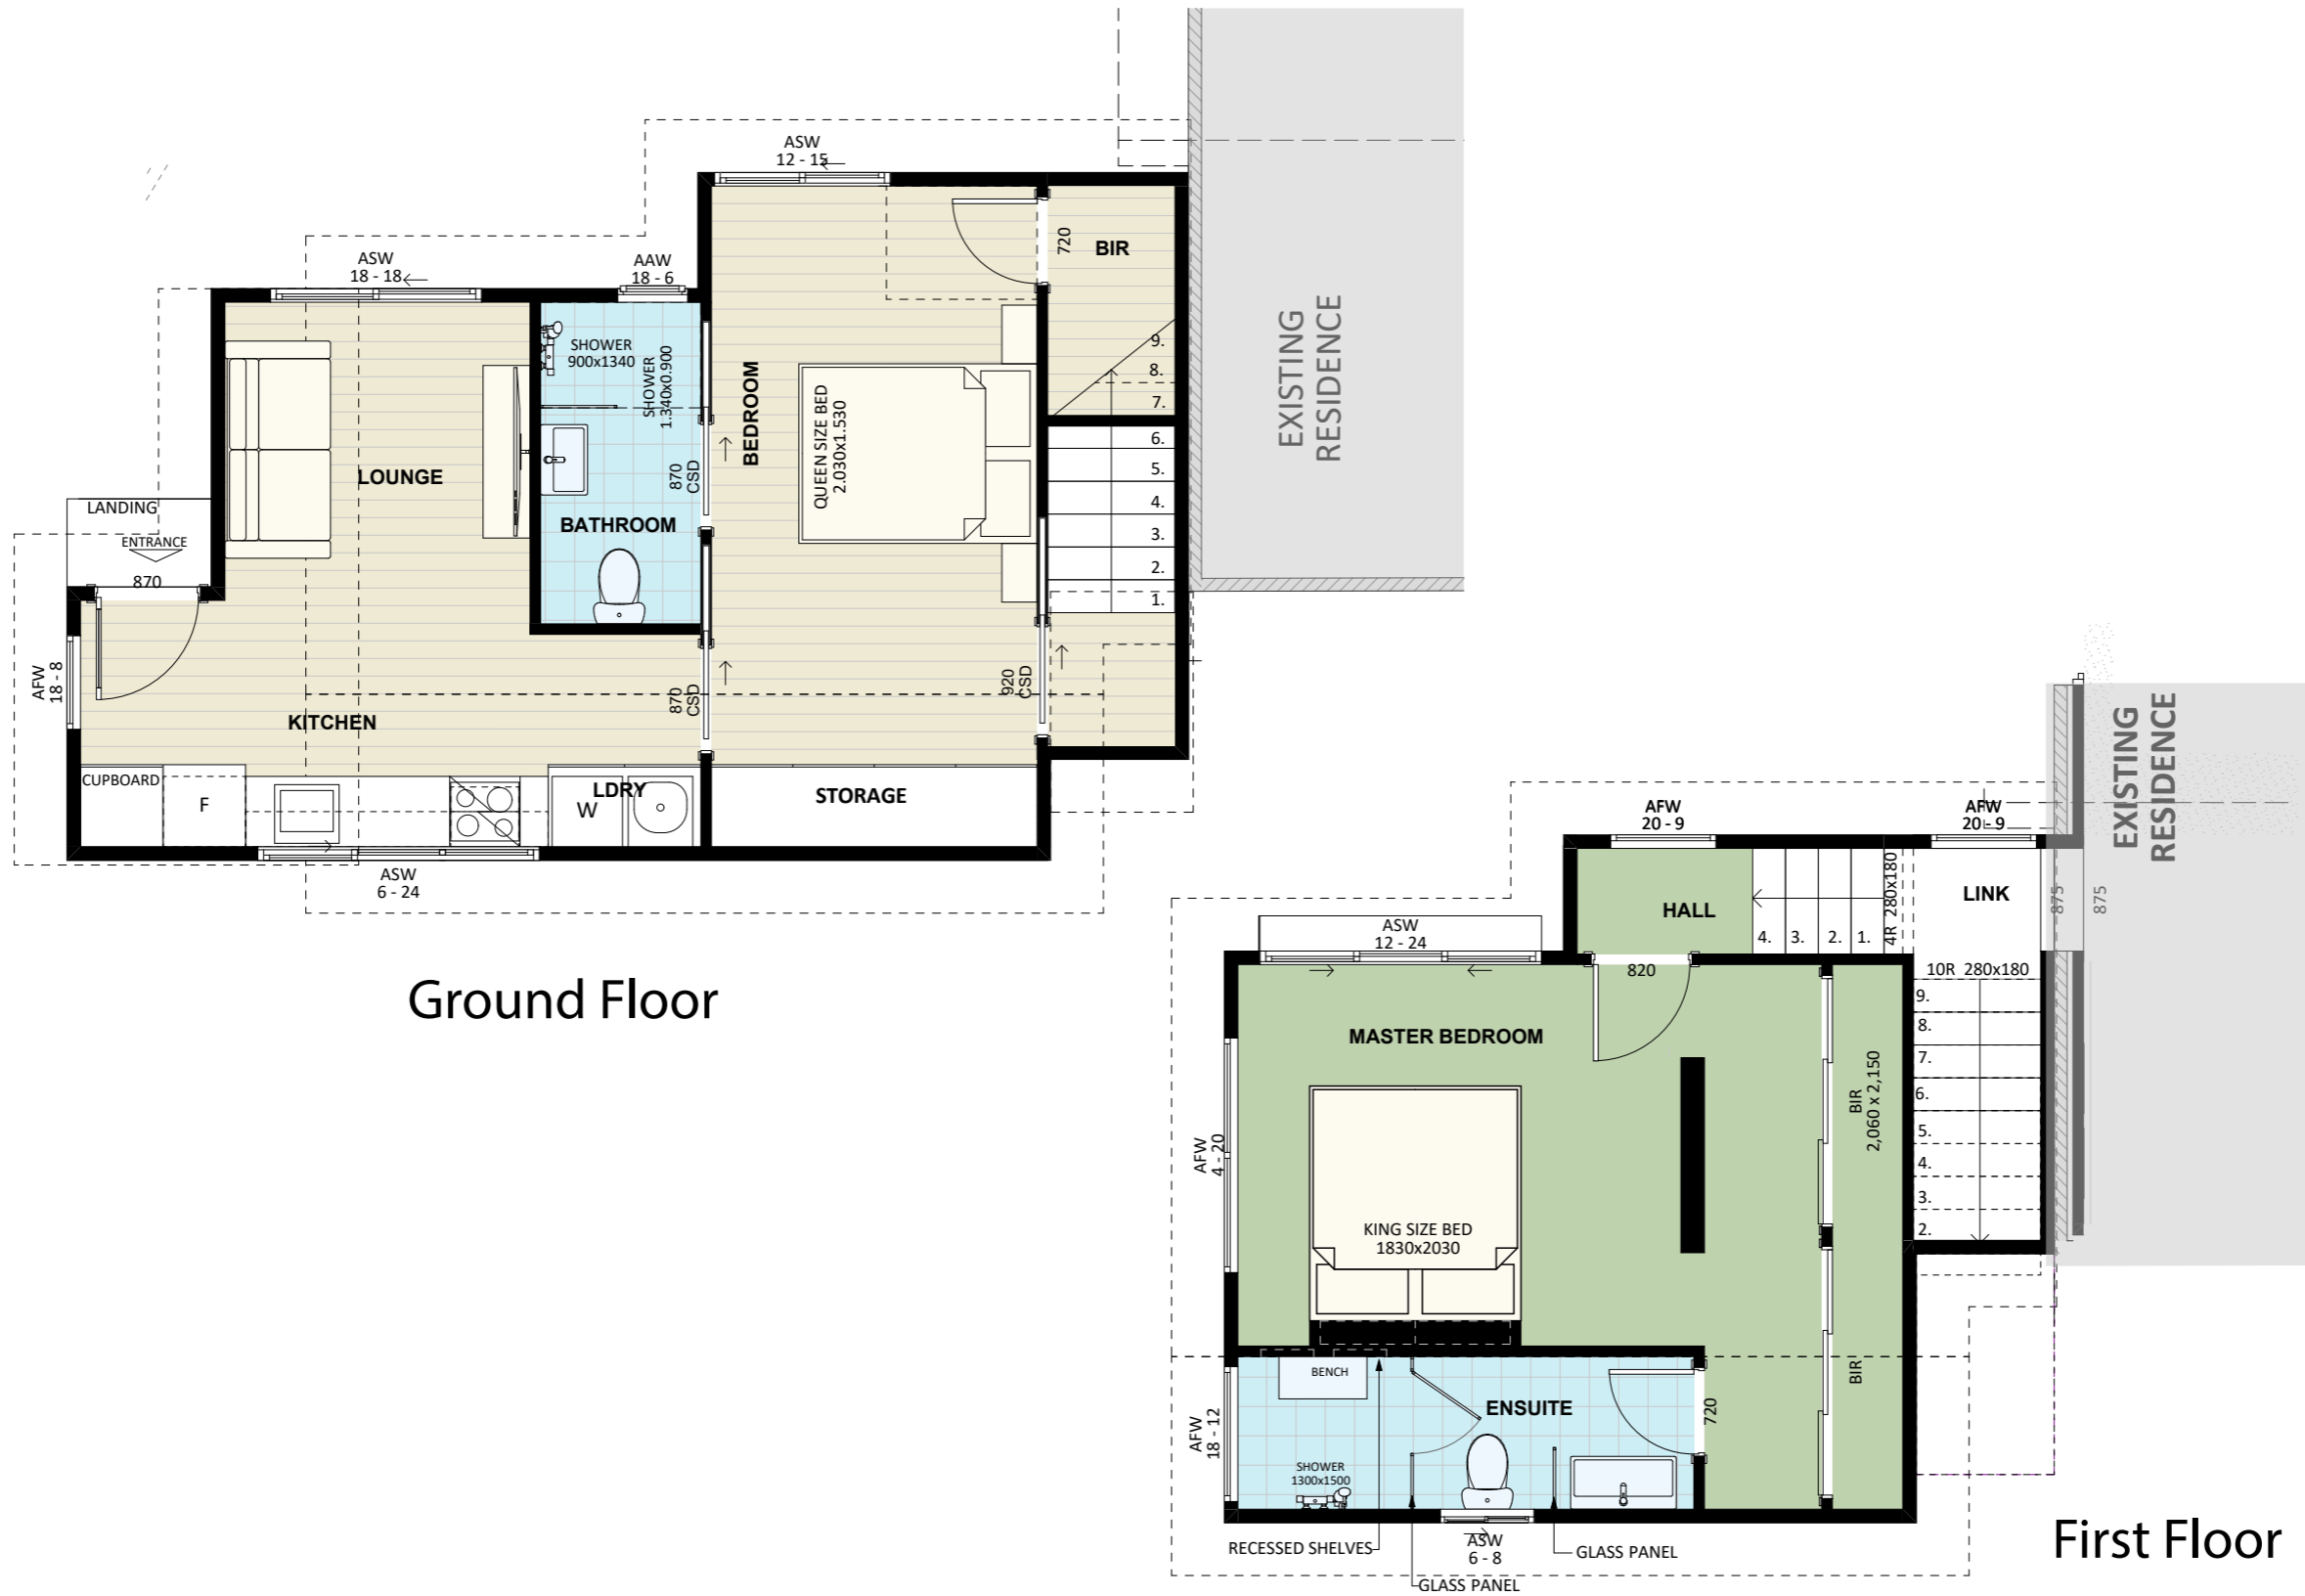 ASW
12 - 15
ASW
18 - 18
AAW
18 - 6
720
BIR
SHOWER
900x1340
SHOWER
1.340x0.900
BEDROOM
QUEEN SIZE BED
2.030x1.530
9.
8.
7.
6.
5.
4.
3.
2.
1.
EXISTING
RESIDENCE
LOUNGE
870
CSD
BATHROOM
LANDING
ENTRANCE
870
AFW
18 - 8
KITCHEN
870
CSD
920
CSD
CUPBOARD
F
LDRY
W
STORAGE
ASW
6 - 24
Ground Floor
EXISTING
RESIDENCE
AFW
20 - 9
AFW
20 - 9
HALL
4.
3.
2.
1.
4R 280x180
LINK
875
875
ASW
12 - 24
820
10R 280x180
9.
8.
7.
6.
5.
4.
3.
2.
MASTER BEDROOM
BIR
2,060 x 2,150
AFW
4 - 20
KING SIZE BED
1830x2030
BIR
BENCH
ENSUITE
720
AFW
18 - 12
SHOWER
1300x1500
RECESSED SHELVES
ASW
6 - 8
GLASS PANEL
GLASS PANEL
First Floor